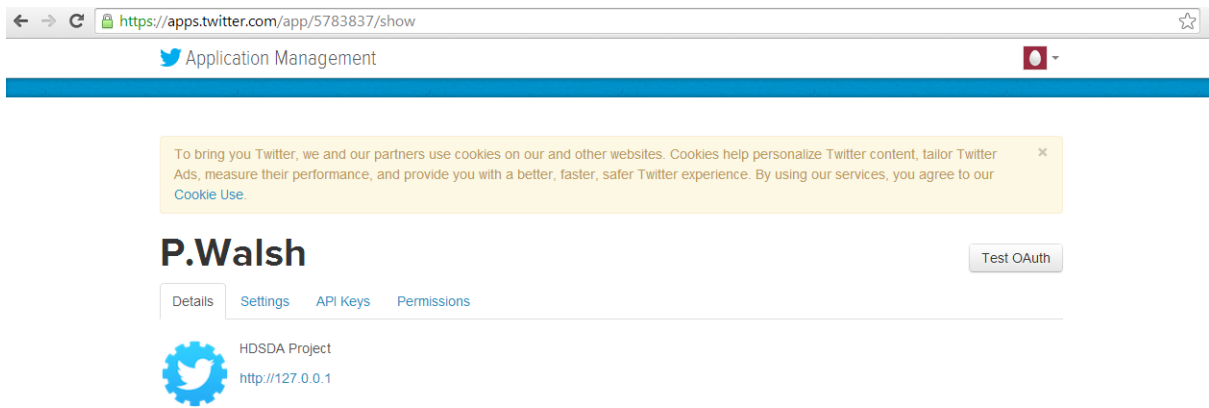 https://apps.twitter.com/app/5783837/show
Application Management
To bring you Twitter, we and our partners use cookies on our and other websites. Cookies help personalize Twitter content, tailor Twitter
Ads, measure their performance, and provide you with a better, faster, safer Twitter experience. By using our services, you agree to our
Cookie Use.
P.Walsh
Test OAuth
Details Settings API Keys Permissions
HDSDA Project
http://127.0.0.1